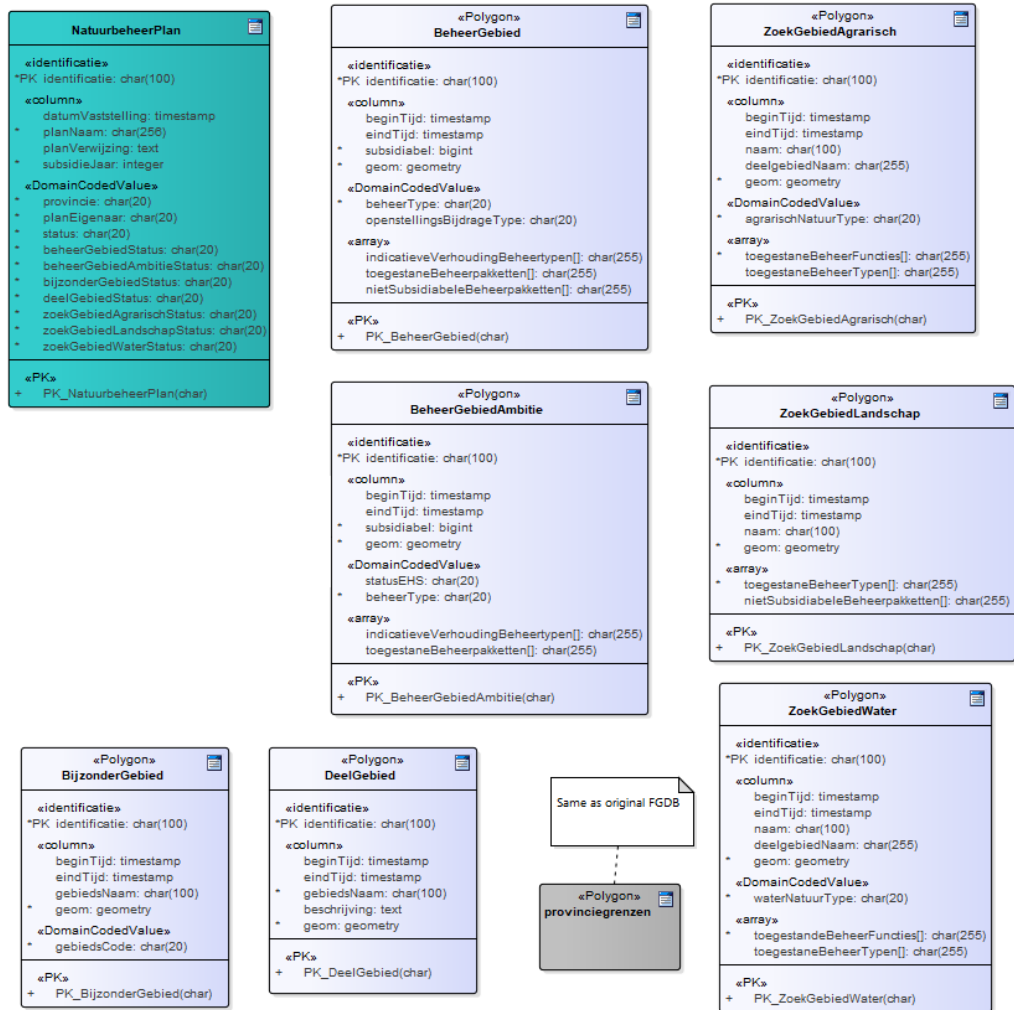 NatuurbeheerPlan
«identificatie»
*PK identificatie: char(100)
«column»
datumVaststelling: timestamp
* planNaam: char(256)
planVerwijzing: text
* subsidieJaar: integer
«DomainCodedValue»
* provincie: char(20)
* planEigenaar: char(20)
* status: char(20)
* beheerGebiedStatus: char(20)
* beheerGebiedAmbitieStatus: char(20)
* bijzonderGebiedStatus: char(20)
* deelGebiedStatus: char(20)
* zoekGebiedAgrarischStatus: char(20)
* zoekGebiedLandschapStatus: char(20)
* zoekGebiedWaterStatus: char(20)
«PK»
+ PK_NatuurbeheerPlan(char)
«Polygon»
BeheerGebied
«identificatie»
*PK identificatie: char(100)
«column»
beginTijd: timestamp
eindTijd: timestamp
* subsidiabel: bigint
* geom: geometry
«DomainCodedValue»
* beheerType: char(20)
openstellingsBijdrageType: char(20)
«array»
indicatieveVerhoudingBeheertypen[]: char(255)
toegestaneBeheerpakketten[]: char(255)
nietSubsidiabeleBeheerpakketten[]: char(255)
«PK»
+ PK_BeheerGebied(char)
«Polygon»
ZoekGebiedAgrarisch
«identificatie»
*PK identificatie: char(100)
«column»
beginTijd: timestamp
eindTijd: timestamp
naam: char(100)
deelgebiedNaam: char(255)
* geom: geometry
«DomainCodedValue»
* agrarischNatuurType: char(20)
«array»
* toegestaneBeheerFuncties[]: char(255)
toegestaneBeheerTypen[]: char(255)
«PK»
+ PK_ZoekGebiedAgrarisch(char)
«Polygon»
BeheerGebiedAmbitie
«identificatie»
*PK identificatie: char(100)
«column»
beginTijd: timestamp
eindTijd: timestamp
* subsidiabel: bigint
* geom: geometry
«DomainCodedValue»
statusEHS: char(20)
* beheerType: char(20)
«array»
indicatieveVerhoudingBeheertypen[]: char(255)
toegestaneBeheerpakketten[]: char(255)
«PK»
+ PK_BeheerGebiedAmbitie(char)
«Polygon»
ZoekGebiedLandschap
«identificatie»
*PK identificatie: char(100)
«column»
beginTijd: timestamp
eindTijd: timestamp
naam: char(100)
* geom: geometry
«array»
* toegestaneBeheerTypen[]: char(255)
nietSubsidiabeleBeheerpakketten[]: char(255)
«PK»
+ PK_ZoekGebiedLandschap(char)
«Polygon»
BijzonderGebied
«identificatie»
*PK identificatie: char(100)
«column»
beginTijd: timestamp
eindTijd: timestamp
gebiedsNaam: char(100)
* geom: geometry
«DomainCodedValue»
* gebiedsCode: char(20)
«PK»
+ PK_BijzonderGebied(char)
«Polygon»
DeelGebied
«identificatie»
*PK identificatie: char(100)
«column»
beginTijd: timestamp
eindTijd: timestamp
* gebiedsNaam: char(100)
beschrijving: text
* geom: geometry
«PK»
+ PK_DeelGebied(char)
Same as original FGDB
«Polygon»
provinciegrenzen
«Polygon»
ZoekGebiedWater
«identificatie»
*PK identificatie: char(100)
«column»
beginTijd: timestamp
eindTijd: timestamp
naam: char(100)
deelgebiedNaam: char(255)
* geom: geometry
«DomainCodedValue»
* waterNatuurType: char(20)
«array»
* toegestandeBeheerFuncties[]: char(255)
toegestaneBeheerTypen[]: char(255)
«PK»
+ PK_ZoekGebiedWater(char)